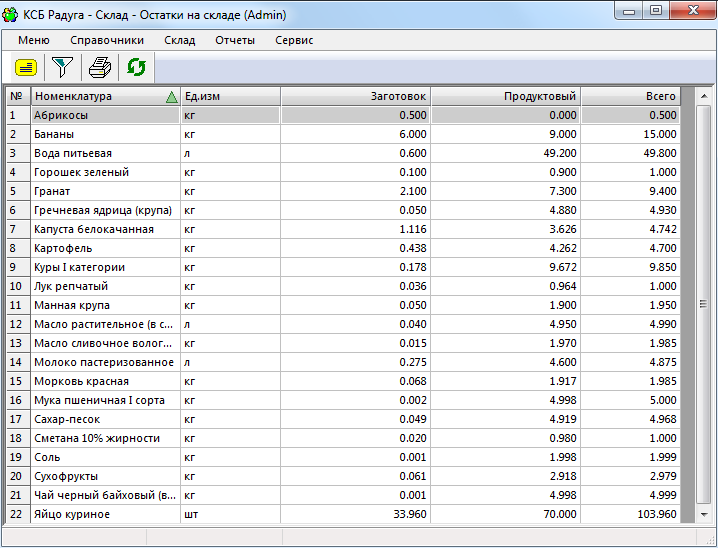 КСБ Радуга - Склад - Остатки на складе (Admin)
Меню Справочники Склад Отчеты Сервис
№ Номенклатура Ед.изм Заготовок Продуктовый Всего
1 Абрикосы кг 0.500 0.000 0.500
2 Бананы кг 6.000 9.000 15.000
3 Вода питьевая л 0.600 49.200 49.800
4 Горошек зеленый кг 0.100 0.900 1.000
5 Гранат кг 2.100 7.300 9.400
6 Гречневая ядрица (крупа) кг 0.050 4.880 4.930
7 Капуста белокачанная кг 1.116 3.626 4.742
8 Картофель кг 0.438 4.262 4.700
9 Куры I категории кг 0.178 9.672 9.850
10 Лук репчатый кг 0.036 0.964 1.000
11 Манная крупа кг 0.050 1.900 1.950
12 Масло растительное (в с... л 0.040 4.950 4.990
13 Масло сливочное волог... кг 0.015 1.970 1.985
14 Молоко пастеризованное л 0.275 4.600 4.875
15 Морковь красная кг 0.068 1.917 1.985
16 Мука пшеничная I сорта кг 0.002 4.998 5.000
17 Сахар-песок кг 0.049 4.919 4.968
18 Сметана 10% жирности кг 0.020 0.980 1.000
19 Соль кг 0.001 1.998 1.999
20 Сухофрукты кг 0.061 2.918 2.979
21 Чай черный байховый (в... кг 0.001 4.998 4.999
22 Яйцо куриное шт 33.960 70.000 103.960